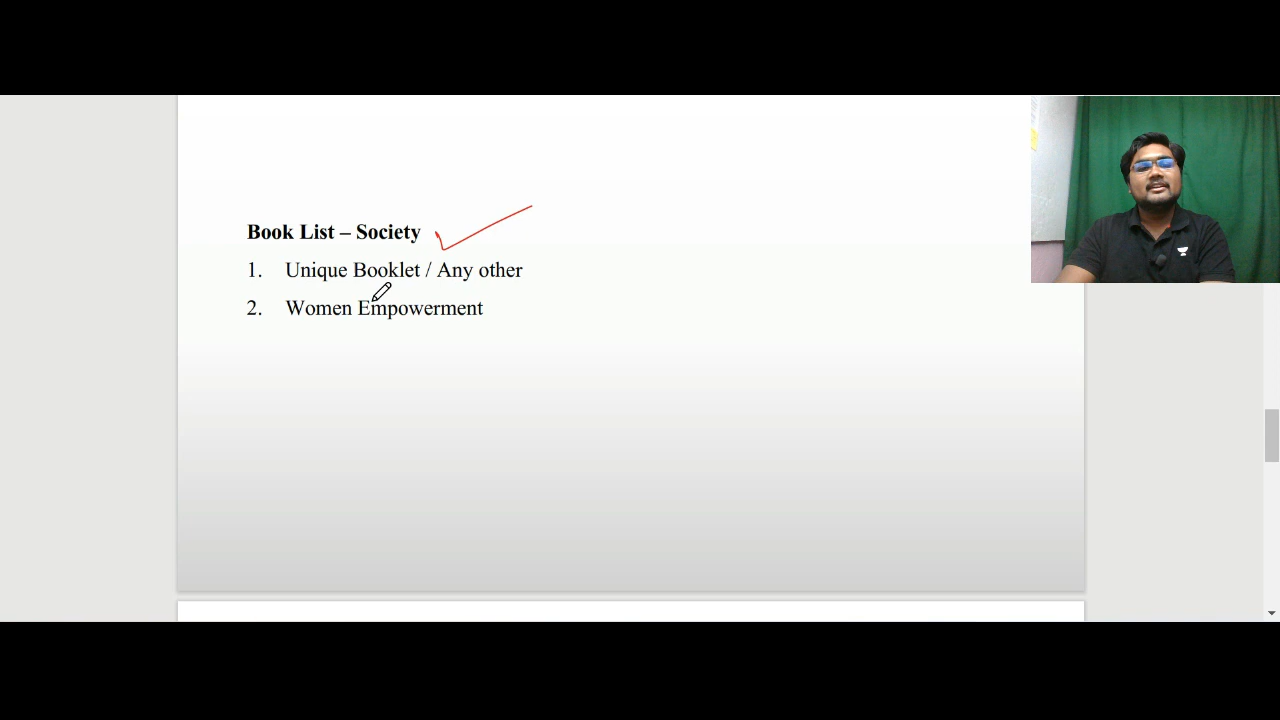 Book List – Society
1. Unique Booklet / Any other
2. Women Empowerment